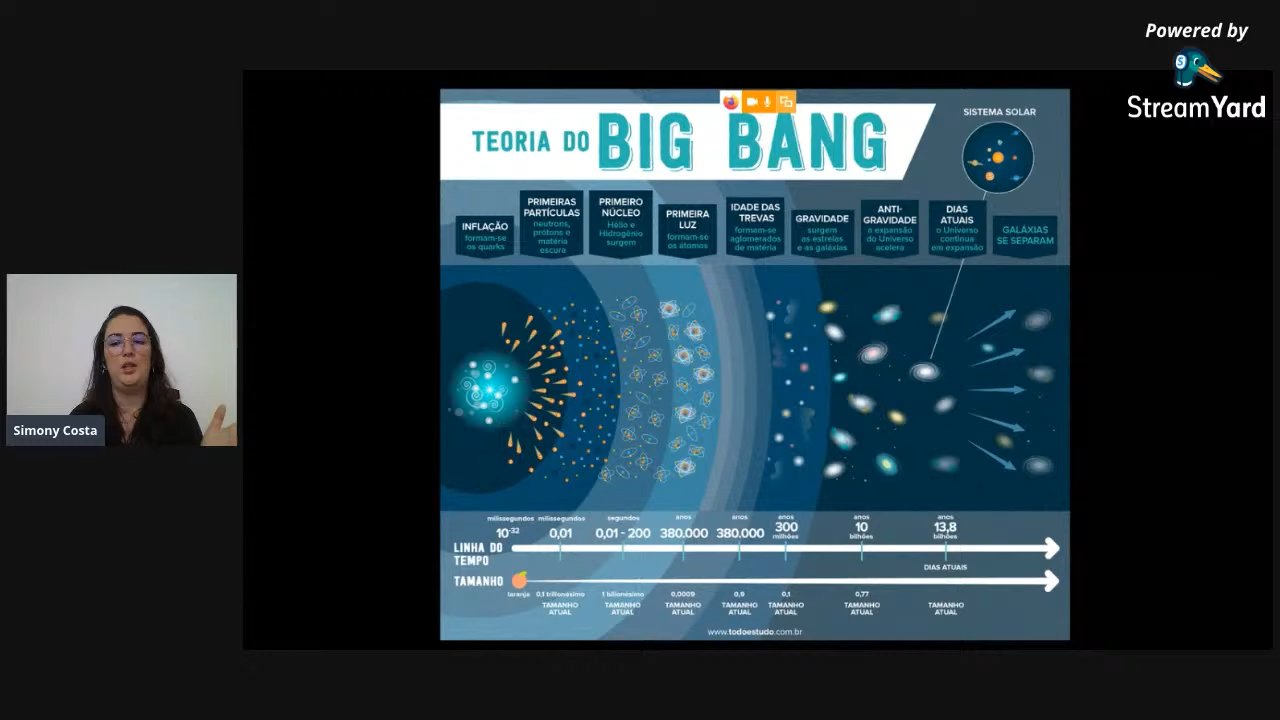 Powered by
StreamYard
TEORIA DO BIG BANG
SISTEMA SOLAR
INFLAÇÃO
formam-se
os quarks
PRIMEIRAS
PARTÍCULAS
neutrons,
prótons e
matéria
escura
PRIMEIRO
NÚCLEO
Hélio e
Hidrogênio
surgem
PRIMEIRA
LUZ
formam-se
os átomos
IDADE DAS
TREVAS
formam-se
aglomerados
de matéria
GRAVIDADE
surgem
as estrelas
e as galáxias
ANTI-
GRAVIDADE
a expansão
do Universo
acelera
DIAS
ATUAIS
o Universo
continua
em expansão
GALÁXIAS
SE SEPARAM
Simony Costa
milissegundos milissegundos segundos anos anos anos anos anos
10⁻³² 0,01 0,01 - 200 380.000 380.000 300 10 13,8
milhões bilhões bilhões
LINHA DO
TEMPO
DIAS ATUAIS
TAMANHO
laranja 0,1 trilionésimo 1 bilionésimo 0,0009 0,9 0,1 0,77
TAMANHO TAMANHO TAMANHO TAMANHO TAMANHO TAMANHO TAMANHO
ATUAL ATUAL ATUAL ATUAL ATUAL ATUAL ATUAL
www.todoestudo.com.br